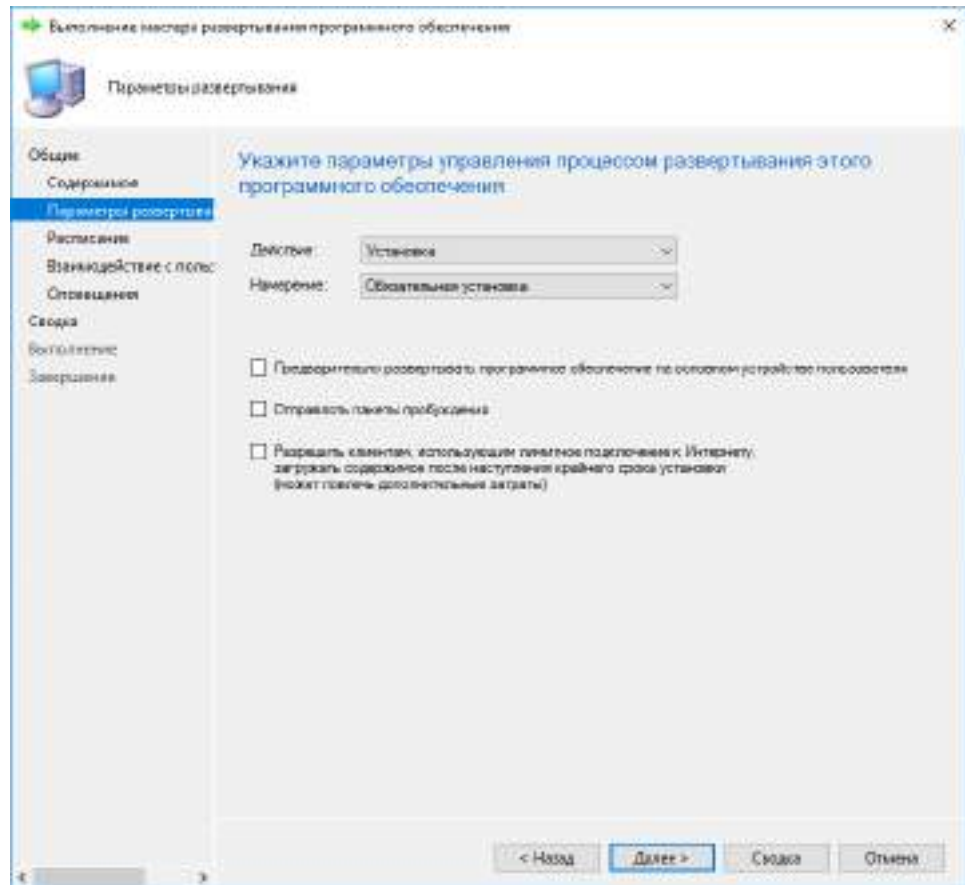 Выполнение мастера развертывания программного обеспечения
Параметры развертывания
Общие
Содержимое
Параметры развертыва
Расписание
Взаимодействие с польс
Оповещения
Сводка
Выполнение
Завершение
Укажите параметры управления процессом развертывания этого
программного обеспечения
Действие:
Установка
Намерение:
Обязательная установка
Предварительно развертывать программное обеспечение на основном устройстве пользователя
Отправлять пакеты пробуждения
Разрешить клиентам, использующим лимитное подключение к Интернету,
загружать содержимое после наступления крайнего срока установки
(может повлечь дополнительные затраты)
< Назад
Далее >
Сводка
Отмена